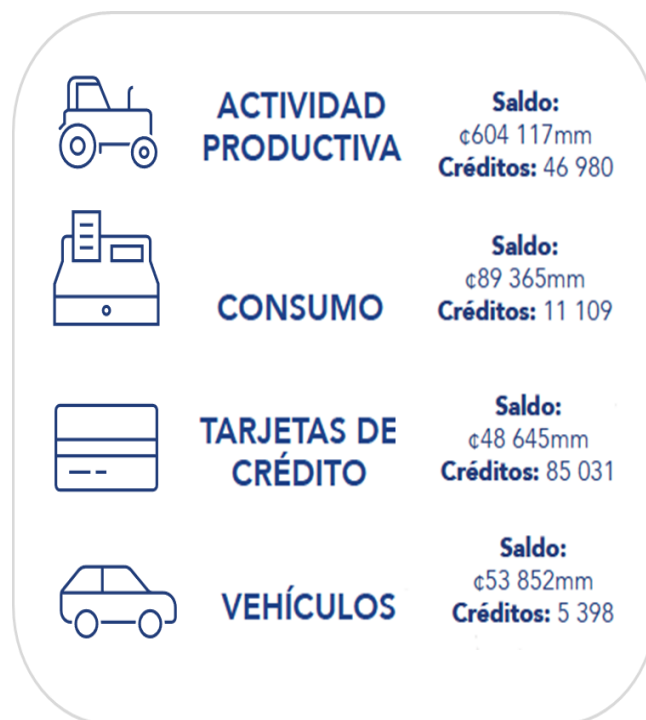 ACTIVIDAD
PRODUCTIVA
Saldo:
¢604 117mm
Créditos: 46 980
CONSUMO
Saldo:
¢89 365mm
Créditos: 11 109
TARJETAS DE
CRÉDITO
Saldo:
¢48 645mm
Créditos: 85 031
VEHÍCULOS
Saldo:
¢53 852mm
Créditos: 5 398